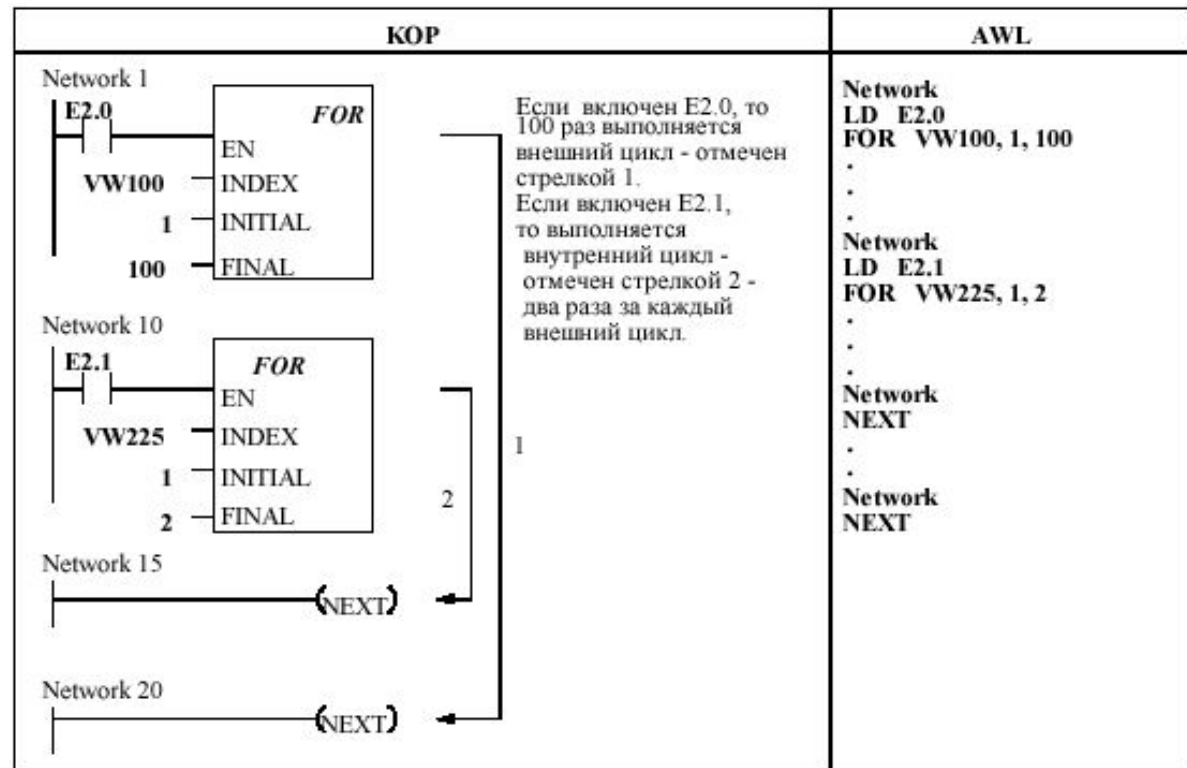 KOP
AWL
Network 1
E2.0
FOR
EN
VW100
INDEX
1
INITIAL
100
FINAL
Network 10
E2.1
FOR
EN
VW225
INDEX
1
INITIAL
2
FINAL
Network 15
NEXT
Network 20
NEXT
Если включен E2.0, то
100 раз выполняется
внешний цикл - отмечен
стрелкой 1.
Если включен E2.1,
то выполняется
внутренний цикл -
отмечен стрелкой 2 -
два раза за каждый
внешний цикл.
1
2
Network
LD E2.0
FOR VW100, 1, 100
.
.
.
Network
LD E2.1
FOR VW225, 1, 2
.
.
.
Network
NEXT
.
.
Network
NEXT